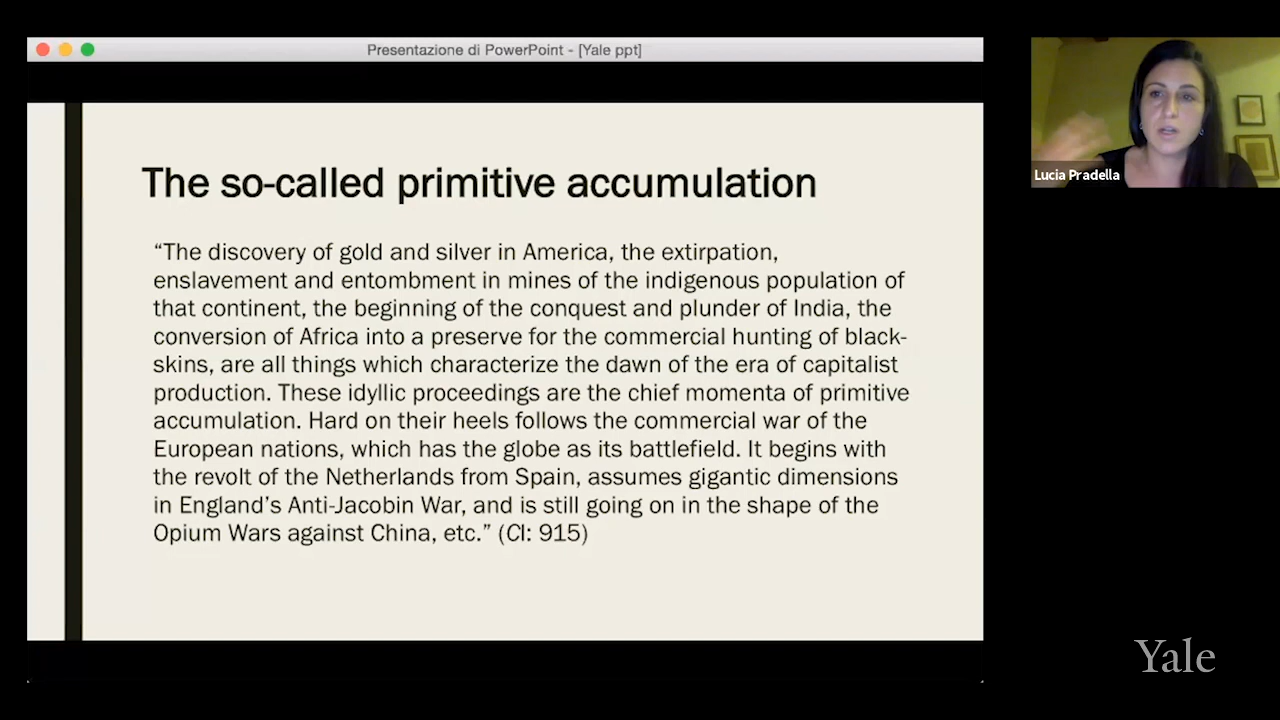 Presentazione di PowerPoint - [Yale ppt]
The so-called primitive accumulation
“The discovery of gold and silver in America, the extirpation,
enslavement and entombment in mines of the indigenous population of
that continent, the beginning of the conquest and plunder of India, the
conversion of Africa into a preserve for the commercial hunting of black-
skins, are all things which characterize the dawn of the era of capitalist
production. These idyllic proceedings are the chief momenta of primitive
accumulation. Hard on their heels follows the commercial war of the
European nations, which has the globe as its battlefield. It begins with
the revolt of the Netherlands from Spain, assumes gigantic dimensions
in England’s Anti-Jacobin War, and is still going on in the shape of the
Opium Wars against China, etc.” (CI: 915)
Lucia Pradella
Yale